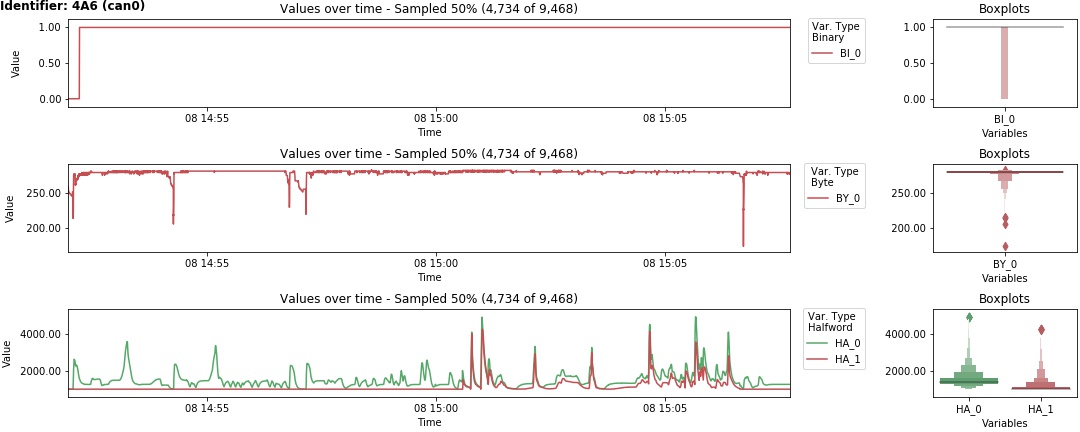 Identifier: 4A6 (can0)
Values over time - Sampled 50% (4,734 of 9,468)
Boxplots
Value
1.00
0.50
0.00
08 14:55
08 15:00
08 15:05
Time
Var. Type
Binary
BI_0
1.00
0.50
0.00
BI_0
Variables
Values over time - Sampled 50% (4,734 of 9,468)
Boxplots
Value
250.00
200.00
08 14:55
08 15:00
08 15:05
Time
Var. Type
Byte
BY_0
250.00
200.00
BY_0
Variables
Values over time - Sampled 50% (4,734 of 9,468)
Boxplots
Value
4000.00
2000.00
08 14:55
08 15:00
08 15:05
Time
Var. Type
Halfword
HA_0
HA_1
4000.00
2000.00
HA_0
HA_1
Variables